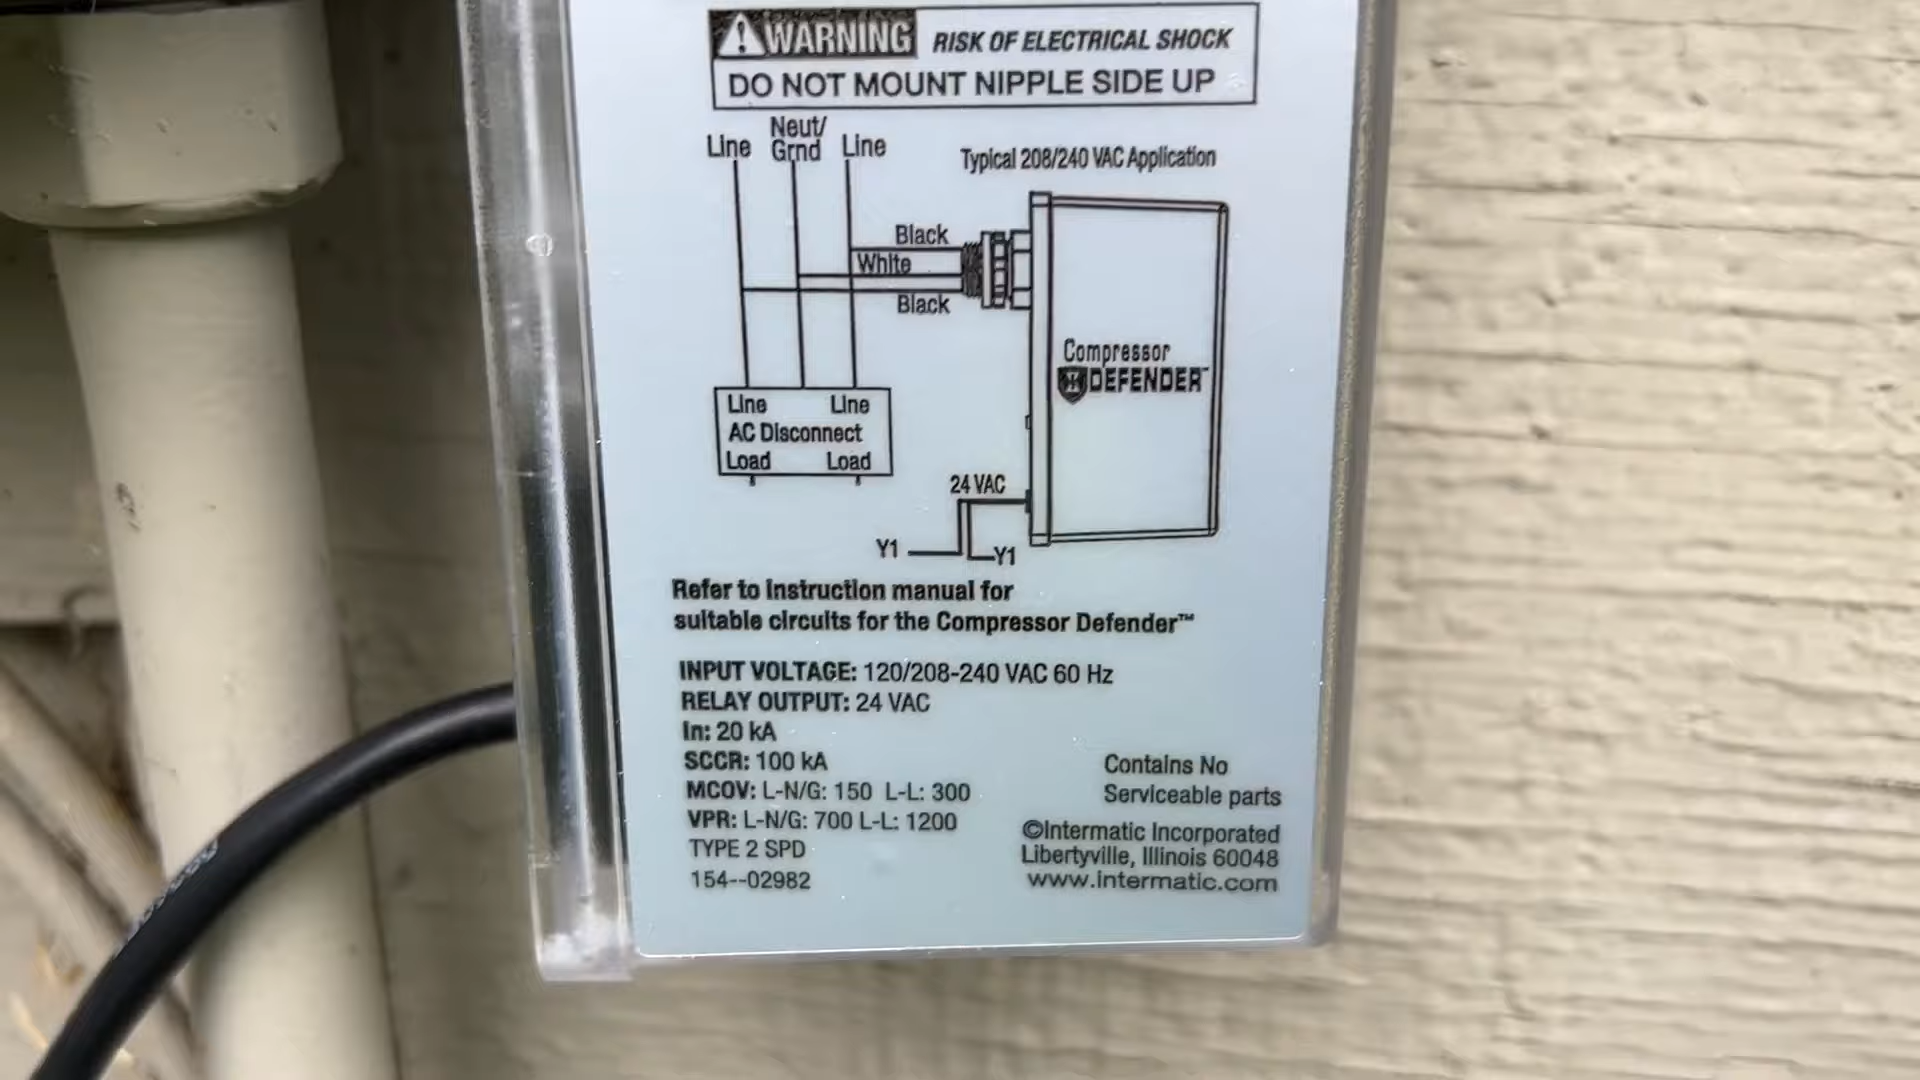 WARNING RISK OF ELECTRICAL SHOCK
DO NOT MOUNT NIPPLE SIDE UP
Line Neut/Grnd Line
Typical 208/240 VAC Application
Black
White
Black
Compressor
DEFENDER™
Line Line
AC Disconnect
Load Load
24 VAC
Y1 Y1
Refer to instruction manual for
suitable circuits for the Compressor Defender™
INPUT VOLTAGE: 120/208-240 VAC 60 Hz
RELAY OUTPUT: 24 VAC
In: 20 kA
SCCR: 100 kA
MCOV: L-N/G: 150 L-L: 300
VPR: L-N/G: 700 L-L: 1200
TYPE 2 SPD
154--02982
Contains No
Serviceable parts
©Intermatic Incorporated
Libertyville, Illinois 60048
www.intermatic.com